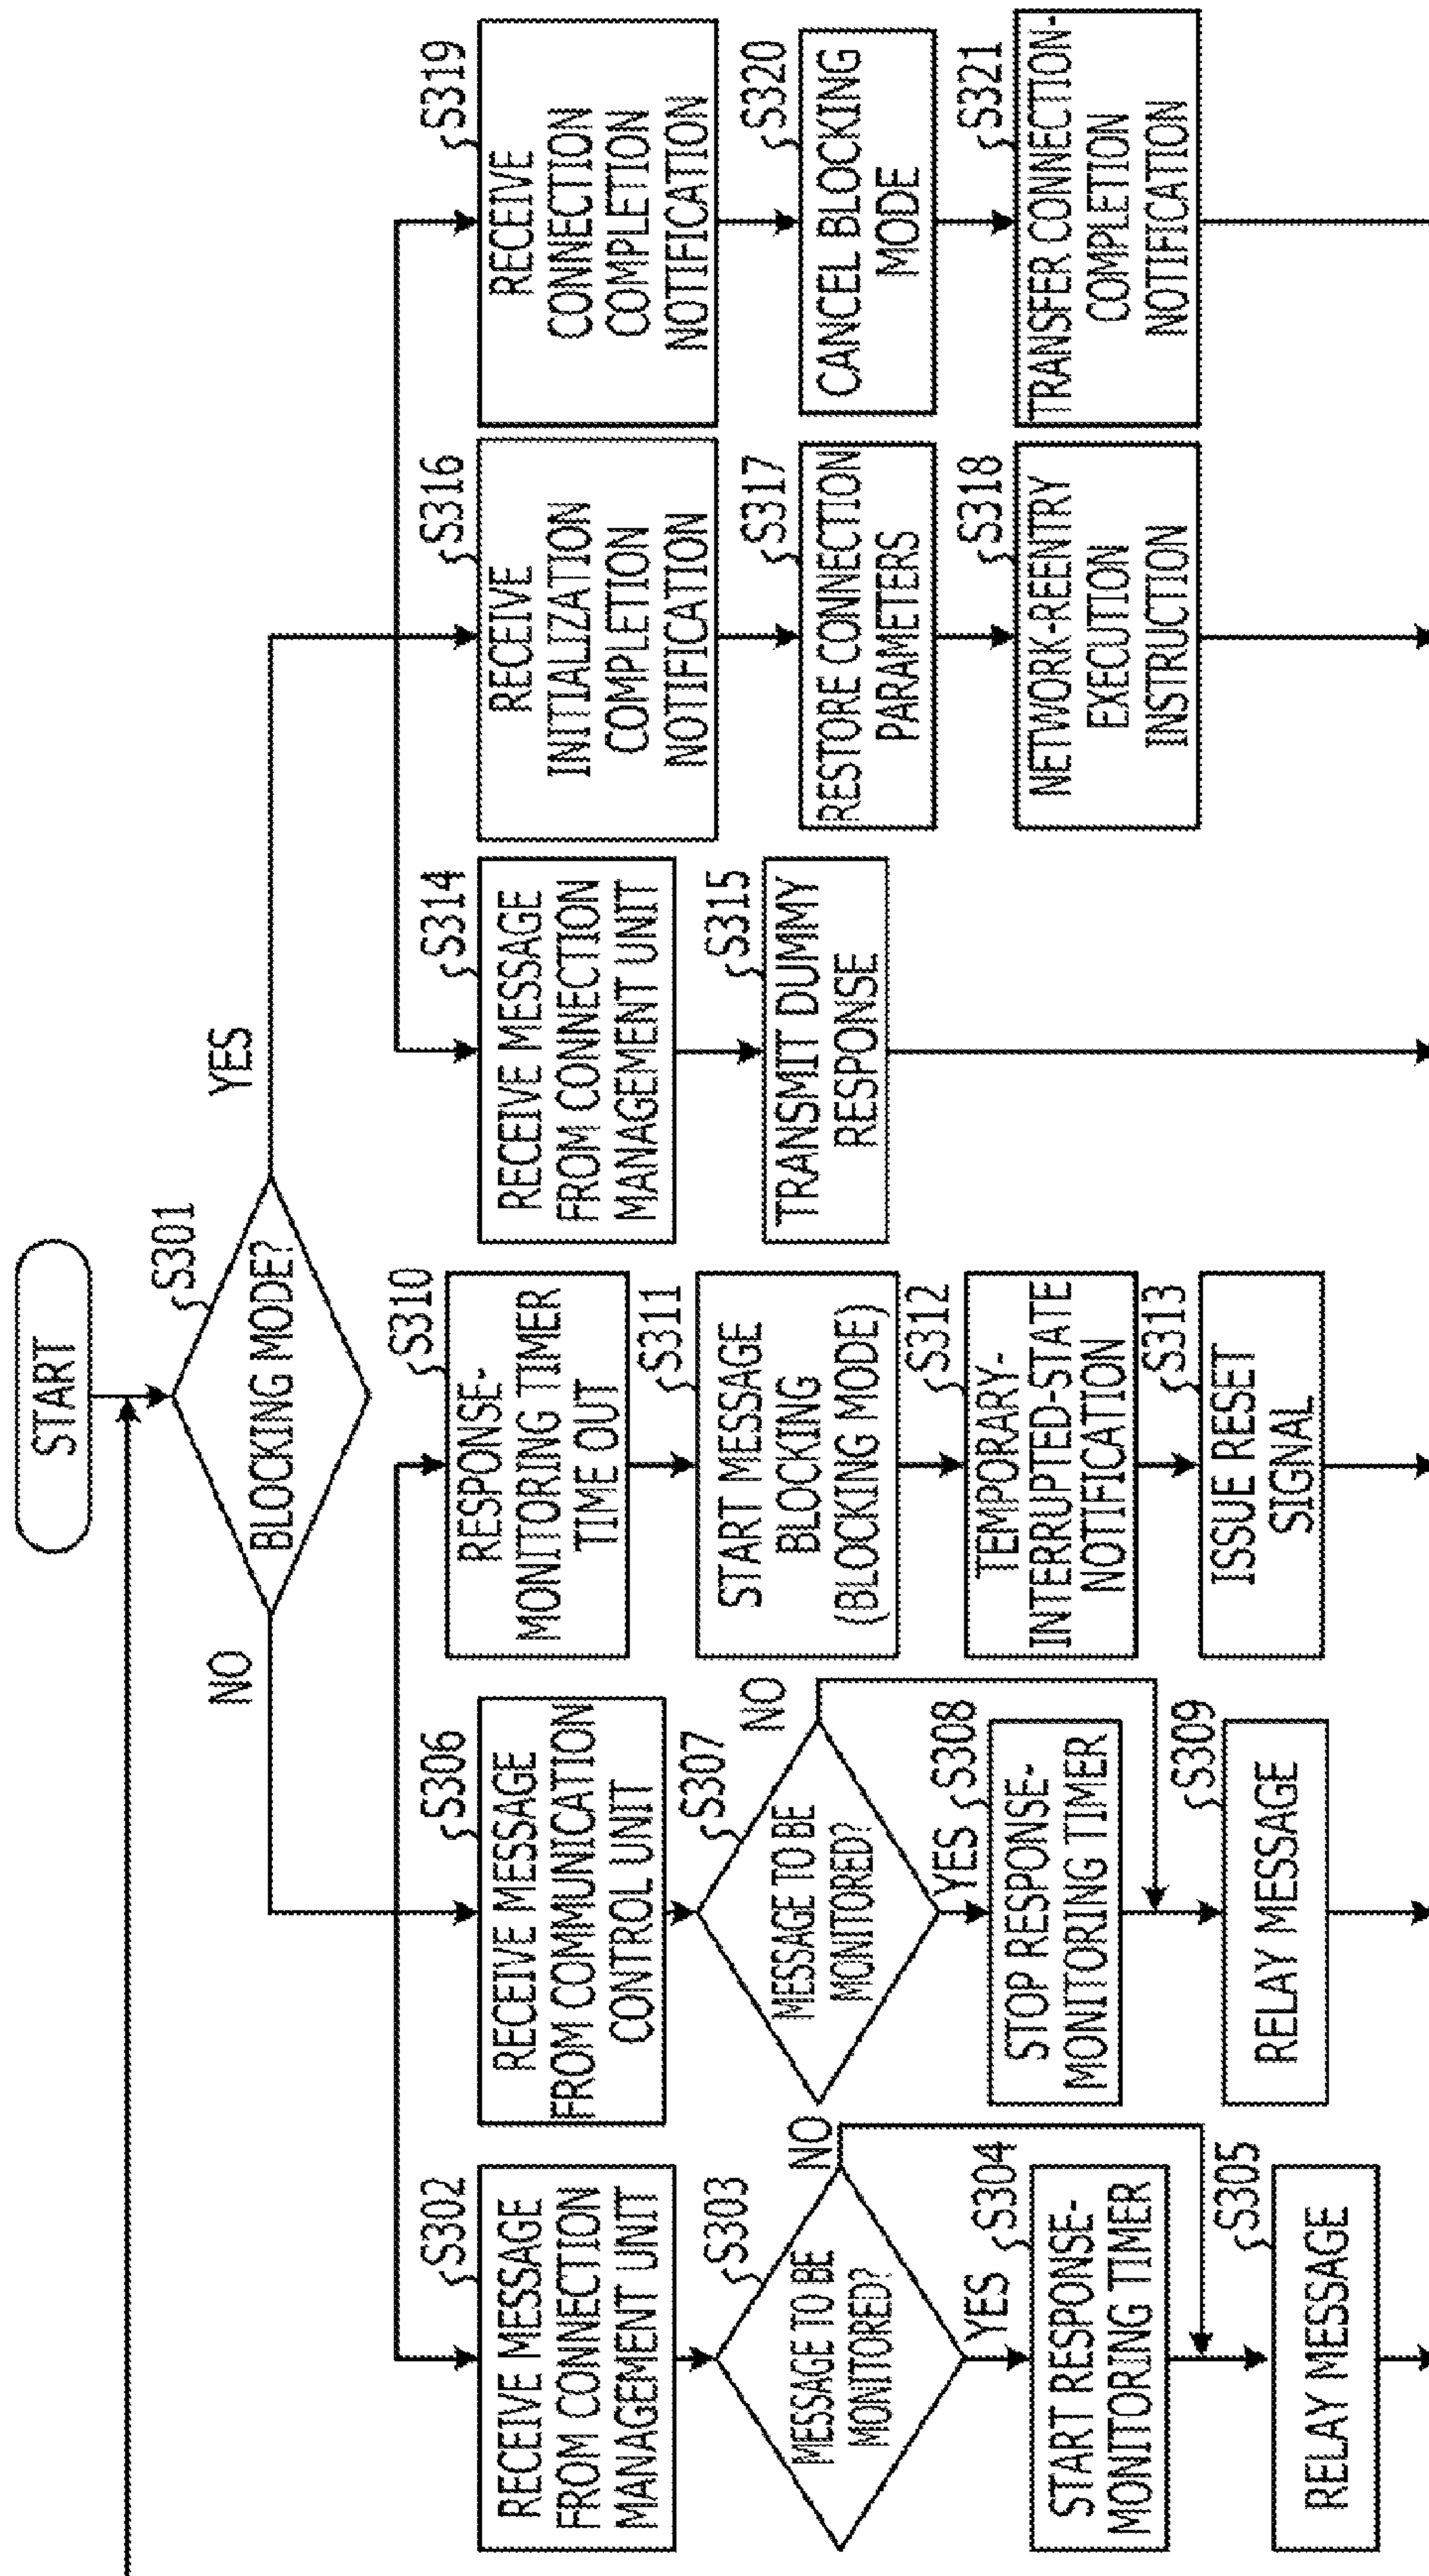 START
S301
BLOCKING MODE?
NO
YES
S302
RECEIVE MESSAGE
FROM CONNECTION
MANAGEMENT UNIT
S303
MESSAGE TO BE
MONITORED?
NO
YES
S304
START RESPONSE-
MONITORING TIMER
S305
RELAY MESSAGE
S306
RECEIVE MESSAGE
FROM COMMUNICATION
CONTROL UNIT
S307
MESSAGE TO BE
MONITORED?
NO
YES
S308
STOP RESPONSE-
MONITORING TIMER
S309
RELAY MESSAGE
S310
RESPONSE-
MONITORING TIMER
TIME OUT
S311
START MESSAGE
BLOCKING
(BLOCKING MODE)
S312
TEMPORARY-
INTERRUPTED-STATE
NOTIFICATION
S313
ISSUE RESET
SIGNAL
S314
RECEIVE MESSAGE
FROM CONNECTION
MANAGEMENT UNIT
S315
TRANSMIT DUMMY
RESPONSE
S316
RECEIVE
INITIALIZATION
COMPLETION
NOTIFICATION
S317
RESTORE CONNECTION
PARAMETERS
S318
NETWORK-REENTRY
EXECUTION
INSTRUCTION
S319
RECEIVE
CONNECTION
COMPLETION
NOTIFICATION
S320
CANCEL BLOCKING
MODE
S321
TRANSFER CONNECTION-
COMPLETION
NOTIFICATION